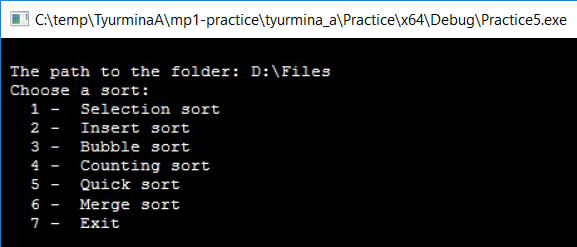 C:\temp\TyurminaA\mp1-practice\tyurmina_a\Practice\x64\Debug\Practice5.exe
The path to the folder: D:\Files
Choose a sort:
1 - Selection sort
2 - Insert sort
3 - Bubble sort
4 - Counting sort
5 - Quick sort
6 - Merge sort
7 - Exit